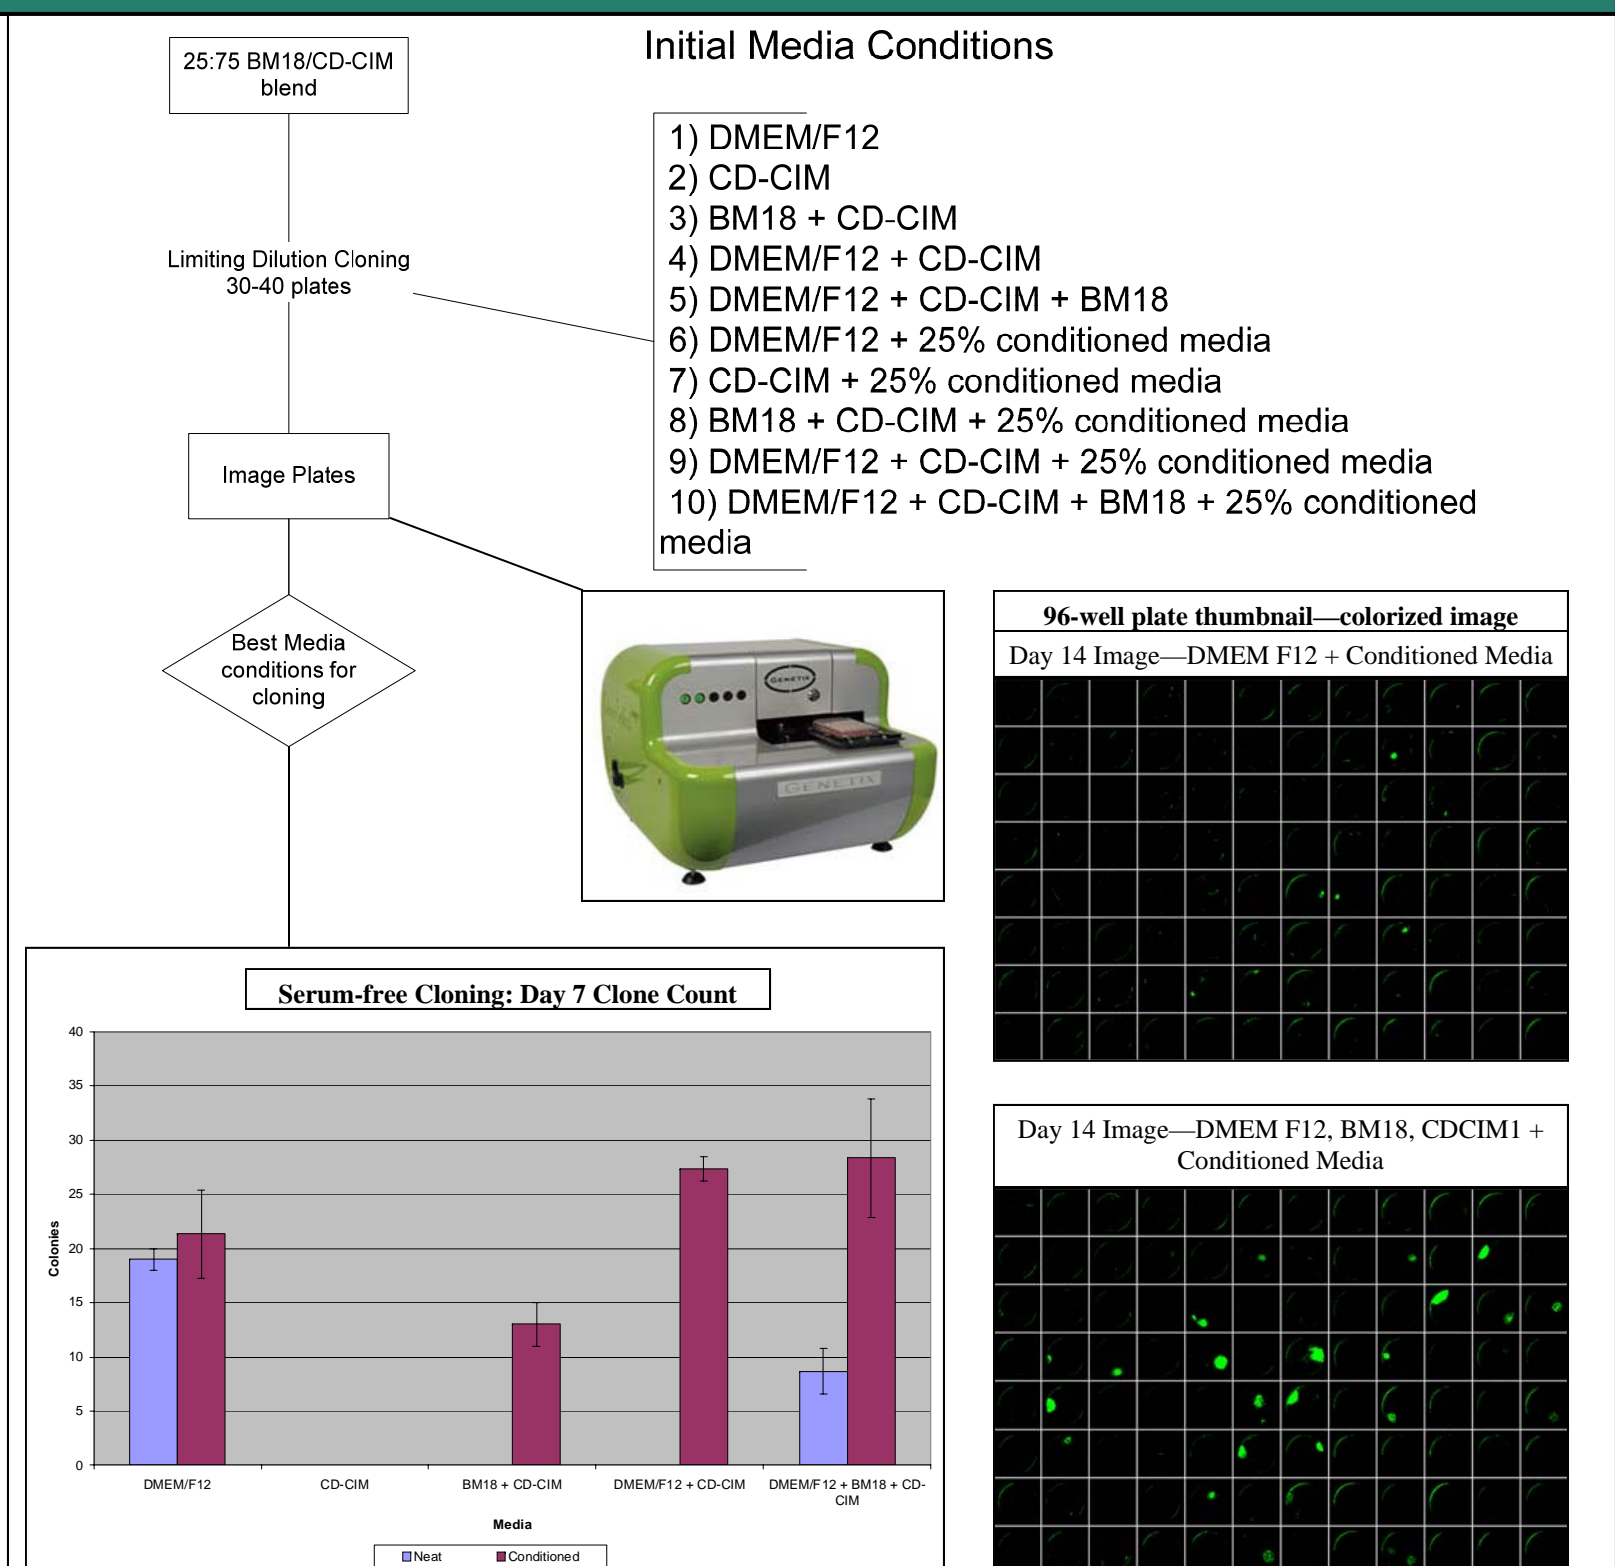 Initial Media Conditions
25:75 BM18/CD-CIM
blend
Limiting Dilution Cloning
30-40 plates
1) DMEM/F12
2) CD-CIM
3) BM18 + CD-CIM
4) DMEM/F12 + CD-CIM
5) DMEM/F12 + CD-CIM + BM18
6) DMEM/F12 + 25% conditioned media
7) CD-CIM + 25% conditioned media
8) BM18 + CD-CIM + 25% conditioned media
9) DMEM/F12 + CD-CIM + 25% conditioned media
10) DMEM/F12 + CD-CIM + BM18 + 25% conditioned
media
Image Plates
Best Media
conditions for
cloning
GENETIX
GENETIX
96-well plate thumbnail—colorized image
Day 14 Image—DMEM F12 + Conditioned Media
Serum-free Cloning: Day 7 Clone Count
40
35
30
25
20
15
10
5
0
Colonies
DMEM/F12
CD-CIM
BM18 + CD-CIM
DMEM/F12 + CD-CIM
DMEM/F12 + BM18 + CD-
CIM
Media
Neat
Conditioned
Day 14 Image—DMEM F12, BM18, CDCIM1 +
Conditioned Media